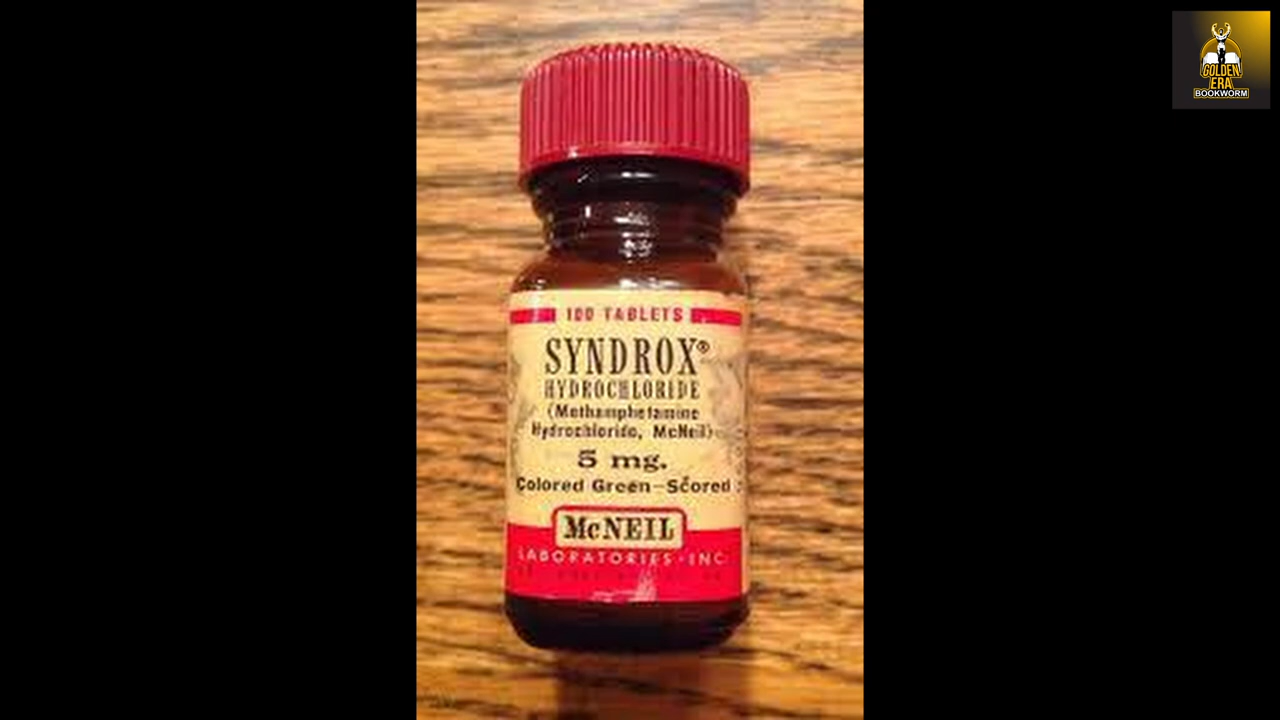 100 TABLETS
SYNDROX®
HYDROCHLORIDE
(Methamphetamine
Hydrochloride, McNeil)
5 mg.
Colored Green-Scored
McNEIL
LABORATORIES·INC
GOLDEN
ERA
BOOKWORM